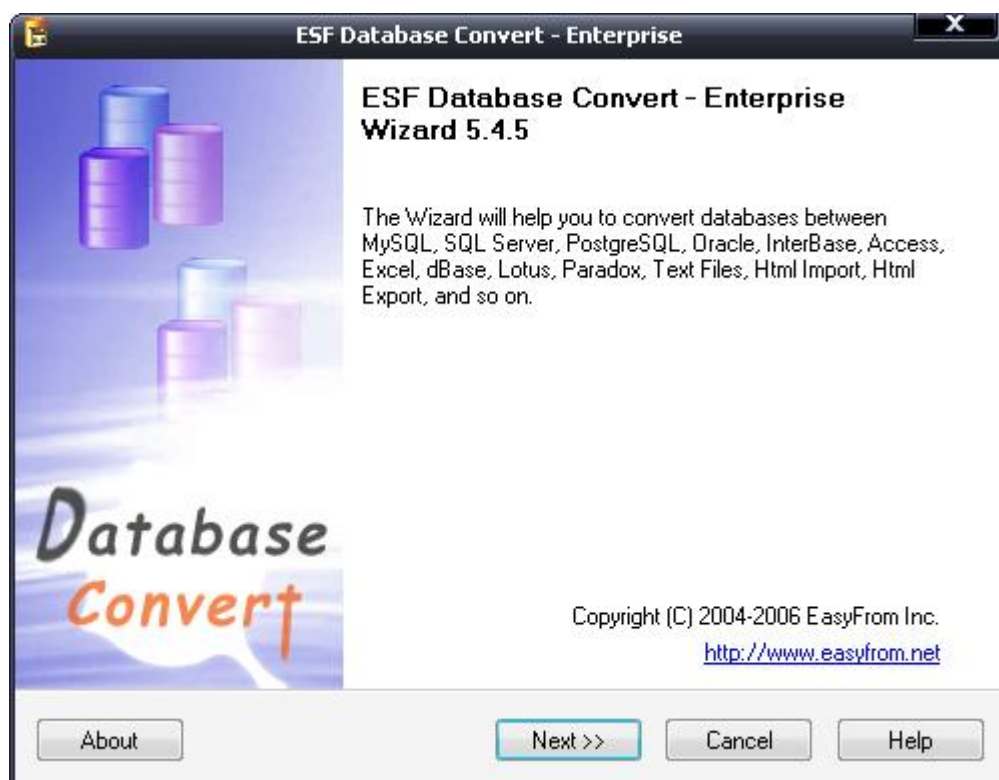 ESF Database Convert - Enterprise
X
ESF Database Convert - Enterprise
Wizard 5.4.5
The Wizard will help you to convert databases between
MySQL, SQL Server, PostgreSQL, Oracle, InterBase, Access,
Excel, dBase, Lotus, Paradox, Text Files, Html Import, Html
Export, and so on.
Database
Convert
Copyright (C) 2004-2006 EasyFrom Inc.
http://www.easyfrom.net
About
Next >>
Cancel
Help